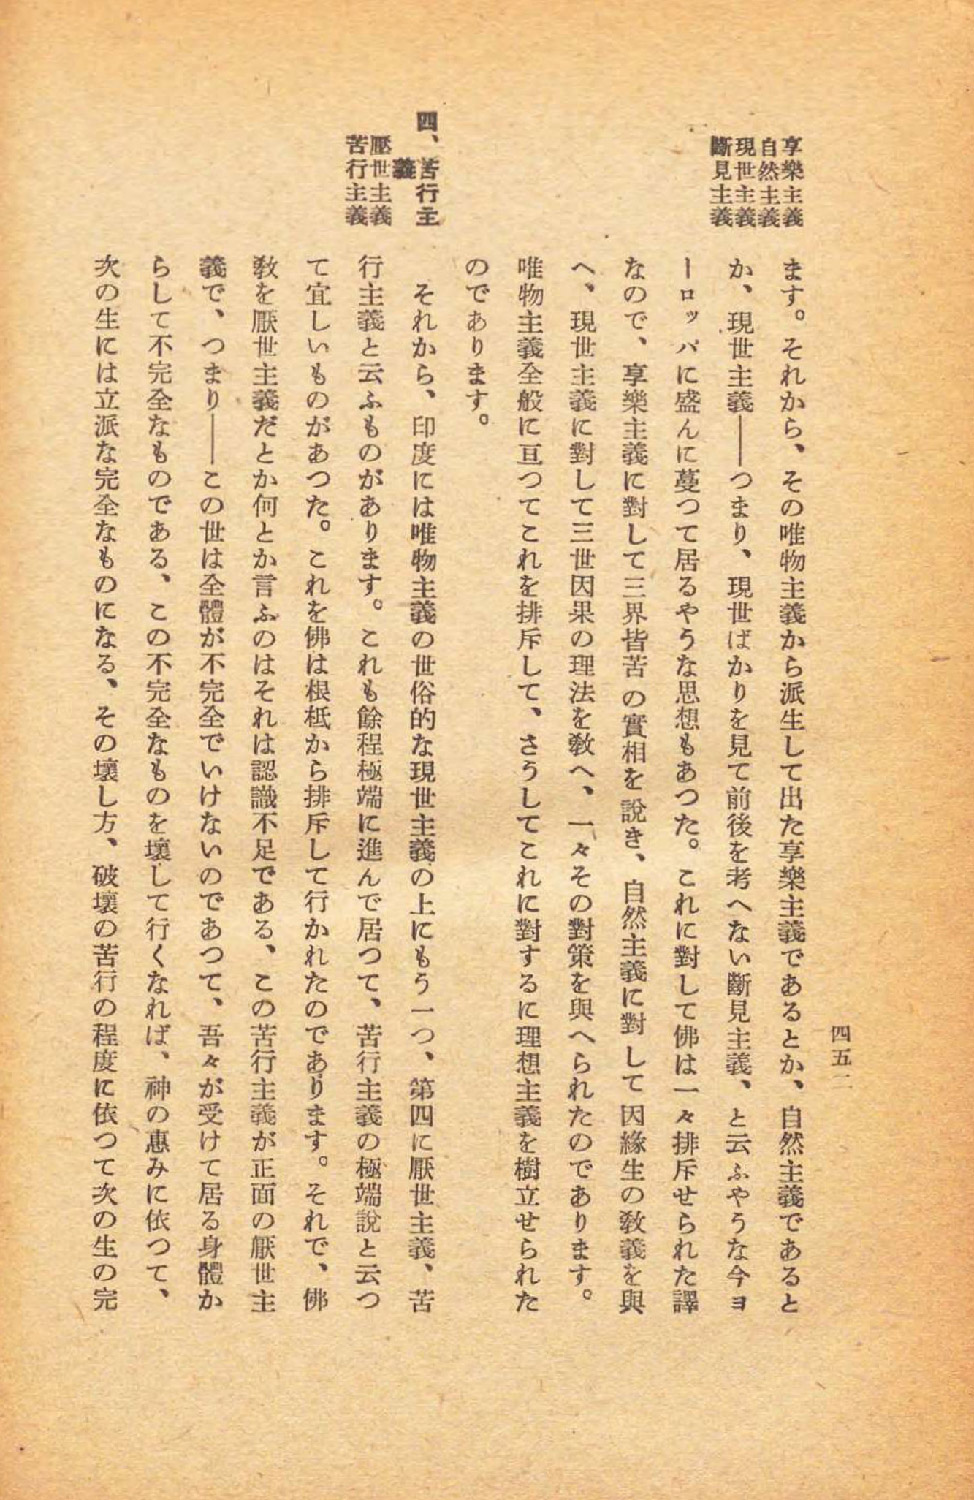 四五二
享樂主義
自然主義
現世主義
斷見主義
ます。それから、その唯物主義から派生して出た享樂主義であるとか、自然主義であると
か、現世主義――つまり、現世ばかりを見て前後を考へない斷見主義、と云ふやうな今ヨ
ーロッパに盛んに蔓つて居るやうな思想もあつた。これに對して佛は一々排斥せられた譯
なので、享樂主義に對して三界皆苦の實相を說き、自然主義に對して因緣生の敎義を與
へ、現世主義に對して三世因果の理法を敎へ、一々その對策を與へられたのであります。
唯物主義全般に亘つてこれを排斥して、さうしてこれに對するに理想主義を樹立せられた
のであります。
四、苦行主
義
壓世主義
苦行主義
それから、印度には唯物主義の世俗的な現世主義の上にもう一つ、第四に厭世主義、苦
行主義と云ふものがあります。これも餘程極端に進んで居つて、苦行主義の極端說と云つ
て宜しいものがあつた。これを佛は根柢から排斥して行かれたのであります。それで、佛
敎を厭世主義だとか何とか言ふのはそれは認識不足である、この苦行主義が正面の厭世主
義で、つまり――この世は全體が不完全でいけないのであつて、吾々が受けて居る身體か
らして不完全なものである、この不完全なものを壞して行くなれば、神の惠みに依つて、
次の生には立派な完全なものになる、その壞し方、破壞の苦行の程度に依つて次の生の完